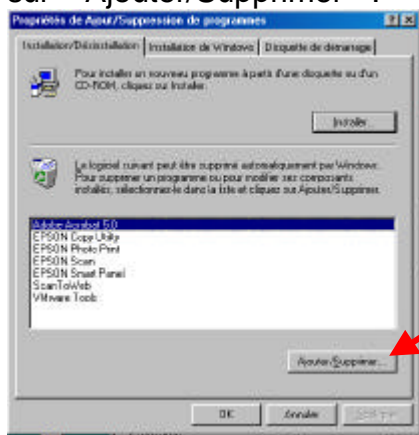 sur "Ajouter/Supprimer".
Propriétés de Ajout/Suppression de programmes
Installation/Désinstallation
Installation de Windows
Disquette de démarrage
Pour installer un nouveau programme à partir d'une disquette ou d'un
CD-ROM, cliquez sur Installer.
Installer...
Le logiciel suivant peut être supprimé automatiquement par Windows.
Pour supprimer un programme ou pour modifier ses composants
installés, sélectionnez-le dans la liste et cliquez sur Ajouter/Supprimer.
Adobe Acrobat 5.0
EPSON Copy Utility
EPSON Photo Print
EPSON Scan
EPSON Smart Panel
ScanToWeb
VMware Tools
Ajouter/Supprimer...
OK
Annuler